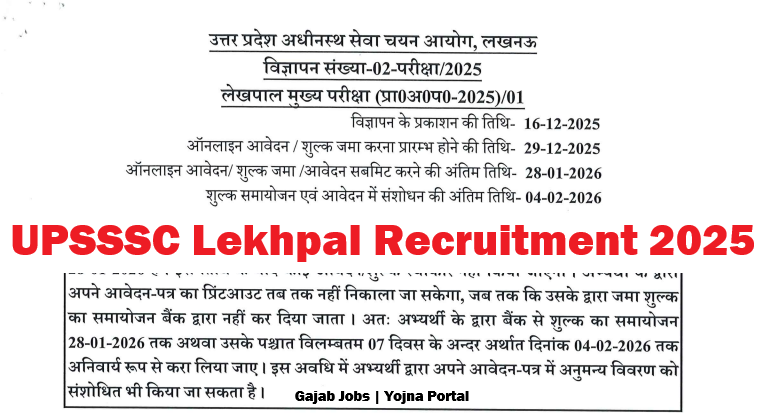 उत्तर प्रदेश अधीनस्थ सेवा चयन आयोग, लखनऊ
विज्ञापन संख्या-02-परीक्षा/2025
लेखपाल मुख्य परीक्षा (प्रा0अ0प0-2025)/01
विज्ञापन के प्रकाशन की तिथि- 16-12-2025
ऑनलाइन आवेदन / शुल्क जमा करना प्रारम्भ होने की तिथि- 29-12-2025
ऑनलाइन आवेदन/ शुल्क जमा /आवेदन सबमिट करने की अंतिम तिथि- 28-01-2026
शुल्क समायोजन एवं आवेदन में संशोधन की अंतिम तिथि- 04-02-2026
UPSSSC Lekhpal Recruitment 2025
अपने आवेदन-पत्र का प्रिंटआउट तब तक नहीं निकाला जा सकेगा, जब तक कि उसके द्वारा जमा शुल्क
का समायोजन बैंक द्वारा नहीं कर दिया जाता। अतः अभ्यर्थी के द्वारा बैंक से शुल्क का समायोजन
28-01-2026 तक अथवा उसके पश्चात विलम्बतम 07 दिवस के अन्दर अर्थात दिनांक 04-02-2026 तक
अनिवार्य रूप से करा लिया जाए। इस अवधि में अभ्यर्थी द्वारा अपने आवेदन-पत्र में अनुमन्य विवरण को
संशोधित भी किया जा सकता है।
Gajab Jobs | Yojna Portal